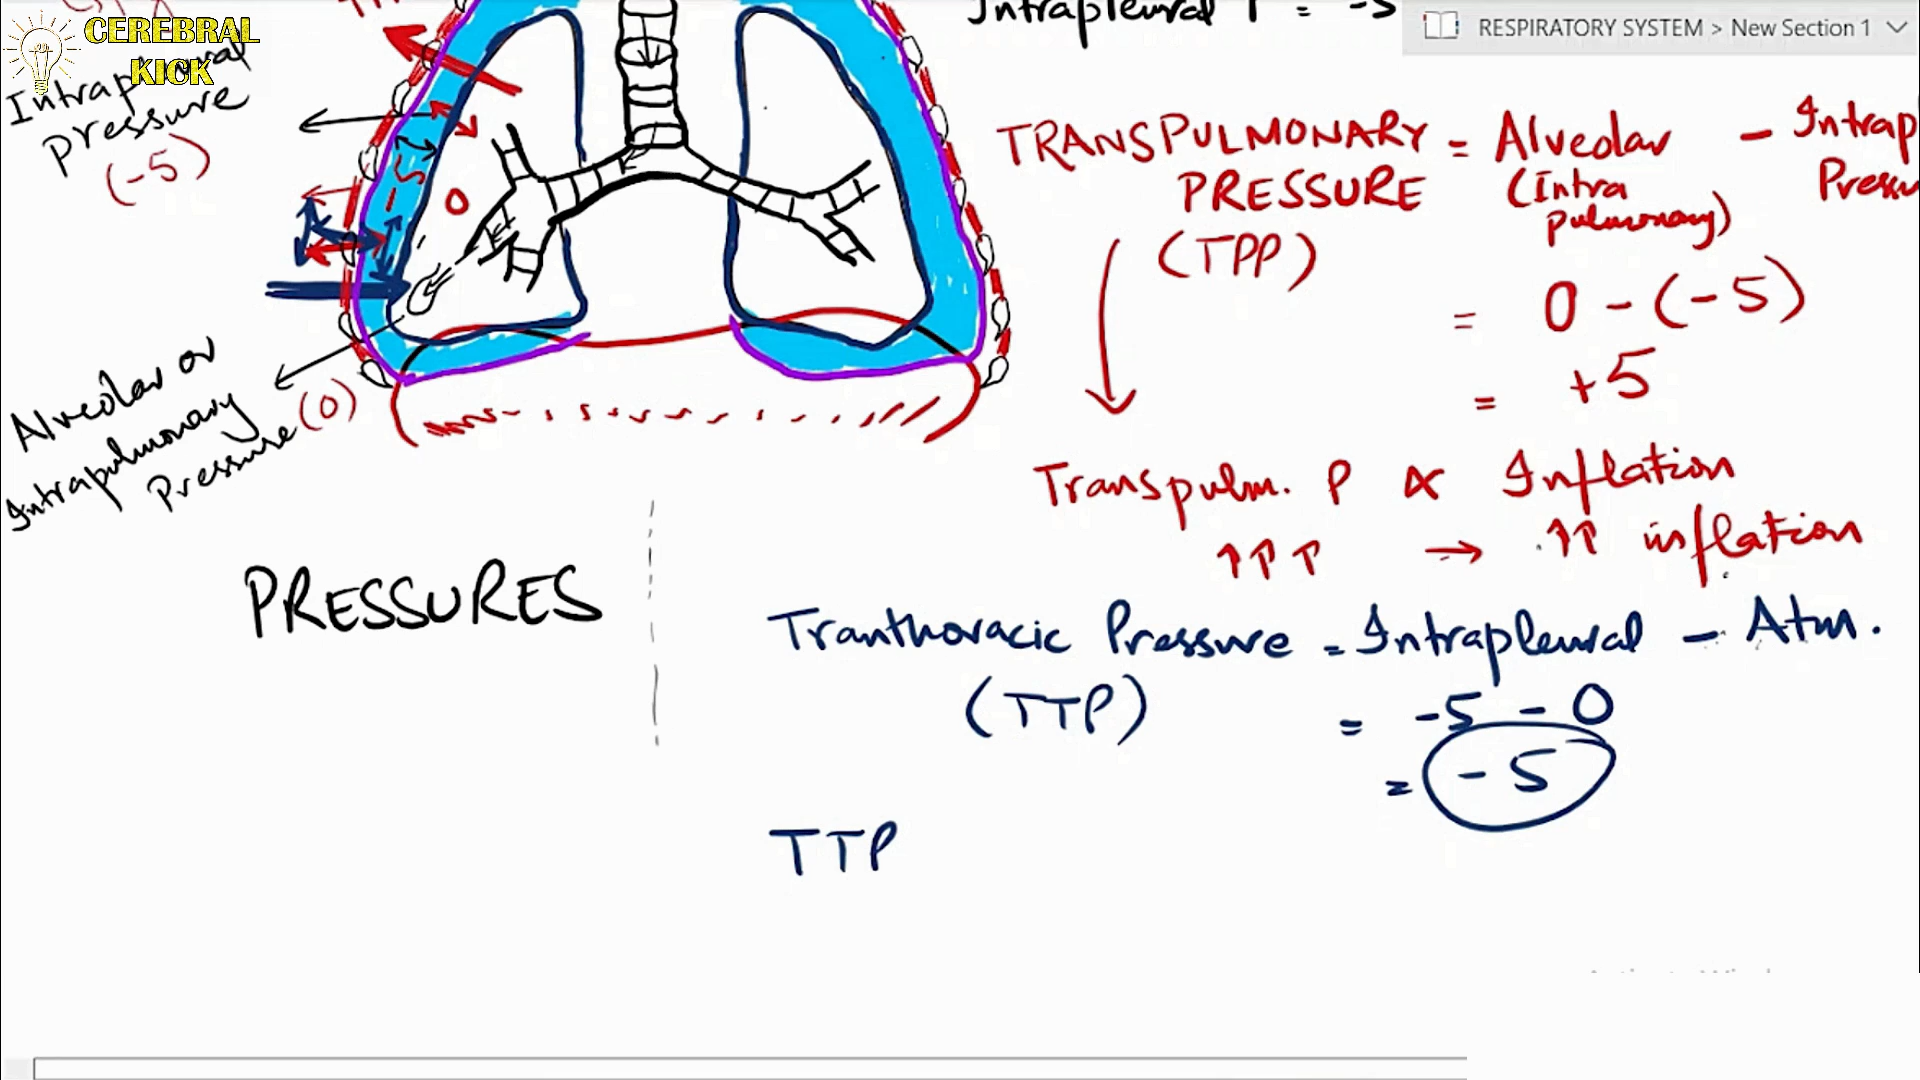 CEREBRAL
KICK
Intrapleural
pressure
(-5)
Intrapleural P = -5
RESPIRATORY SYSTEM > New Section 1
TRANSPULMONARY = Alveolar - Intrap
PRESSURE (Intra Pressu
pulmonary)
(TPP)
= 0 - (-5)
= +5
-5
0
Alveolar or
Intrapulmonary
Pressure (0)
Transpulm. P ∝ Inflation
↑↑↑ → ↑↑ inflation
PRESSURES
Tranthoracic Pressure = Intrapleural - Atm.
(TTP) = -5 - 0
= -5
TTP